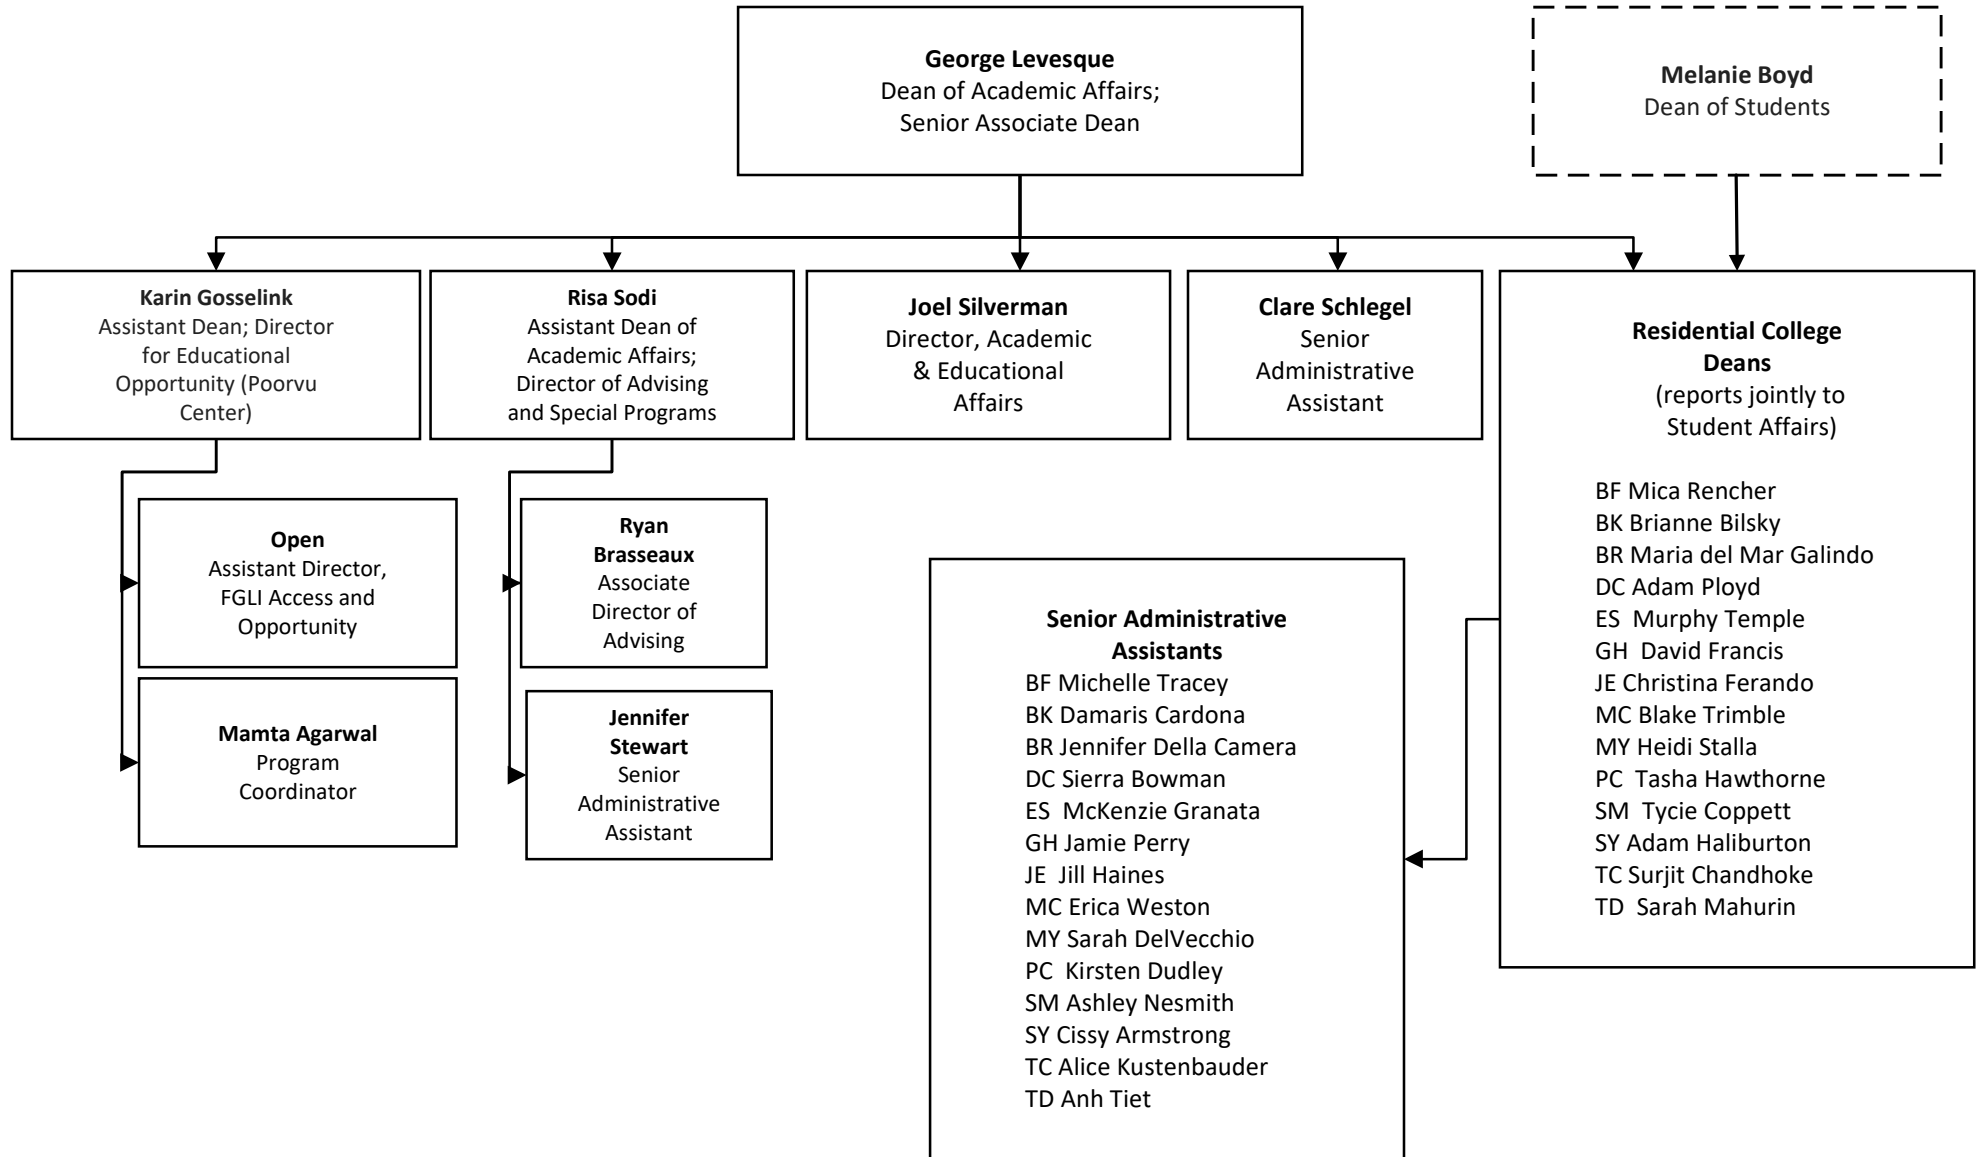 George Levesque
Dean of Academic Affairs;
Senior Associate Dean
Melanie Boyd
Dean of Students
Karin Gosselink
Assistant Dean; Director
for Educational
Opportunity (Poorvu
Center)
Risa Sodi
Assistant Dean of
Academic Affairs;
Director of Advising
and Special Programs
Joel Silverman
Director, Academic
& Educational
Affairs
Clare Schlegel
Senior
Administrative
Assistant
Residential College
Deans
(reports jointly to
Student Affairs)
BF Mica Rencher
BK Brianne Bilsky
BR Maria del Mar Galindo
DC Adam Ployd
ES Murphy Temple
GH David Francis
JE Christina Ferando
MC Blake Trimble
MY Heidi Stalla
PC Tasha Hawthorne
SM Tycie Coppett
SY Adam Haliburton
TC Surjit Chandhoke
TD Sarah Mahurin
Open
Assistant Director,
FGLI Access and
Opportunity
Mamta Agarwal
Program
Coordinator
Ryan
Brasseaux
Associate
Director of
Advising
Jennifer
Stewart
Senior
Administrative
Assistant
Senior Administrative
Assistants
BF Michelle Tracey
BK Damaris Cardona
BR Jennifer Della Camera
DC Sierra Bowman
ES McKenzie Granata
GH Jamie Perry
JE Jill Haines
MC Erica Weston
MY Sarah DelVecchio
PC Kirsten Dudley
SM Ashley Nesmith
SY Cissy Armstrong
TC Alice Kustenbauder
TD Anh Tiet